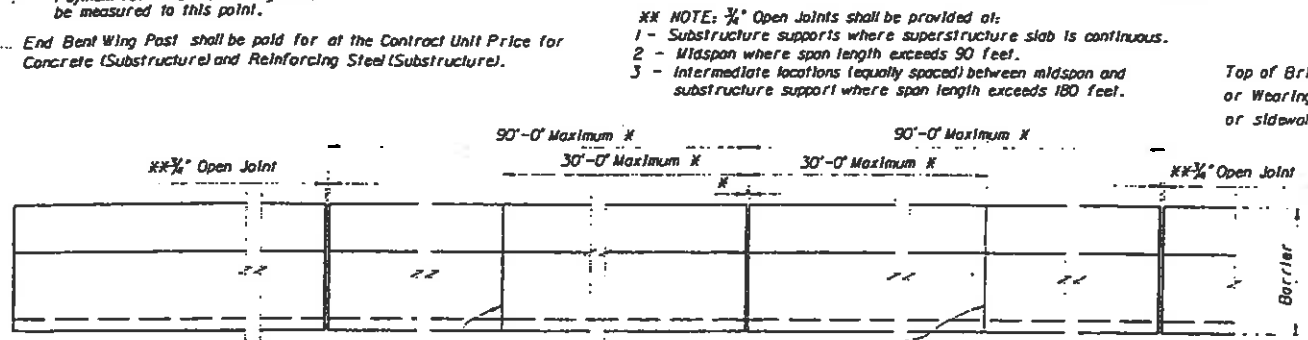 be measured to this point.
End Bent Wing Post shall be paid for at the Contract Unit Price for
Concrete (Substructure) and Reinforcing Steel (Substructure).
** NOTE: ¾" Open Joints shall be provided at:
1 - Substructure supports where superstructure slab is continuous.
2 - Midspan where span length exceeds 90 feet.
3 - Intermediate locations (equally spaced) between midspan and
substructure support where span length exceeds 180 feet.
Top of Bri
or Wearing
or sidewal
90'-0" Maximum *
90'-0" Maximum *
**¾" Open Joint
30'-0" Maximum *
30'-0" Maximum *
**¾" Open Joint
*
Barrier